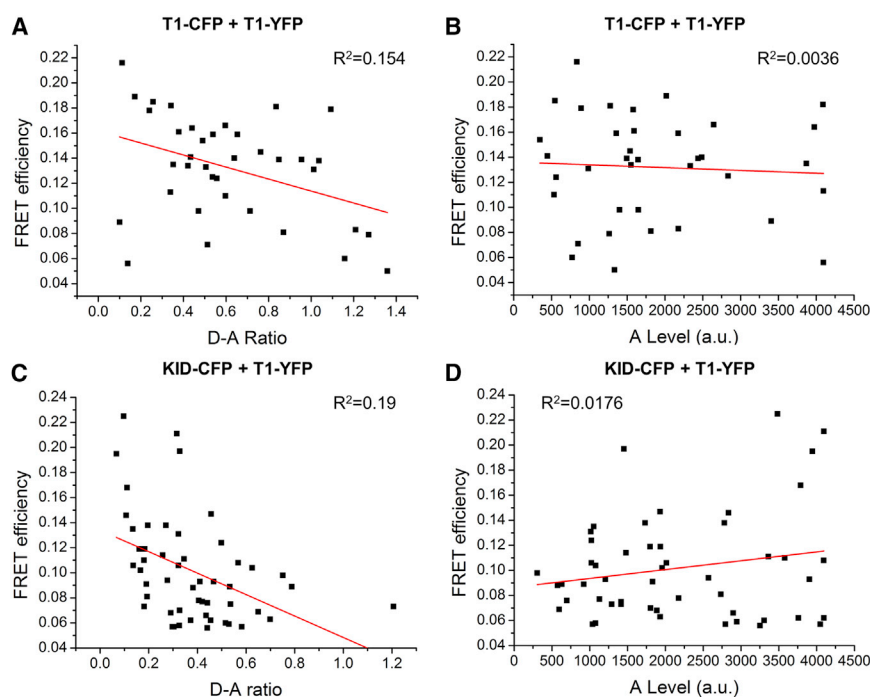 A
T1-CFP + T1-YFP
R²=0.154
FRET efficiency
0.22
0.20
0.18
0.16
0.14
0.12
0.10
0.08
0.06
0.04
0.0 0.2 0.4 0.6 0.8 1.0 1.2 1.4
D-A Ratio
B
T1-CFP + T1-YFP
R²=0.0036
FRET efficiency
0.22
0.20
0.18
0.16
0.14
0.12
0.10
0.08
0.06
0.04
0 500 1000 1500 2000 2500 3000 3500 4000 4500
A Level (a.u.)
C
KID-CFP + T1-YFP
R²=0.19
FRET efficiency
0.24
0.22
0.20
0.18
0.16
0.14
0.12
0.10
0.08
0.06
0.04
0.0 0.2 0.4 0.6 0.8 1.0 1.2
D-A ratio
D
KID-CFP + T1-YFP
R²=0.0176
FRET efficiency
0.24
0.22
0.20
0.18
0.16
0.14
0.12
0.10
0.08
0.06
0.04
0 500 1000 1500 2000 2500 3000 3500 4000 4500
A Level (a.u.)